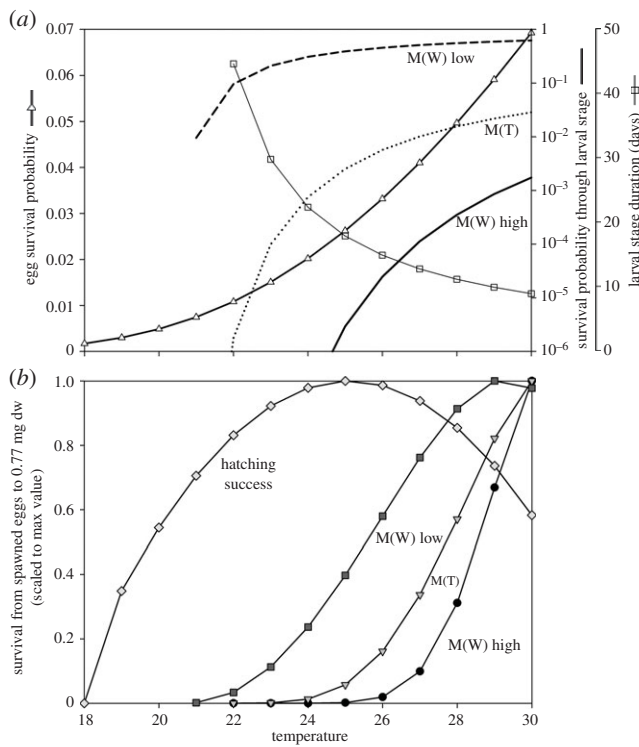 (a)
0.07
0.06
0.05
0.04
0.03
0.02
0.01
0
egg survival probability
M(W) low
M(T)
M(W) high
1
10⁻¹
10⁻²
10⁻³
10⁻⁴
10⁻⁵
10⁻⁶
survival probability through larval srage
50
40
30
20
10
0
larval stage duration (days)
(b)
1.0
0.8
0.6
0.4
0.2
0
survival from spawned eggs to 0.77 mg dw
(scaled to max value)
hatching
success
M(W) low
M(T)
M(W) high
18
20
22
24
26
28
30
temperature